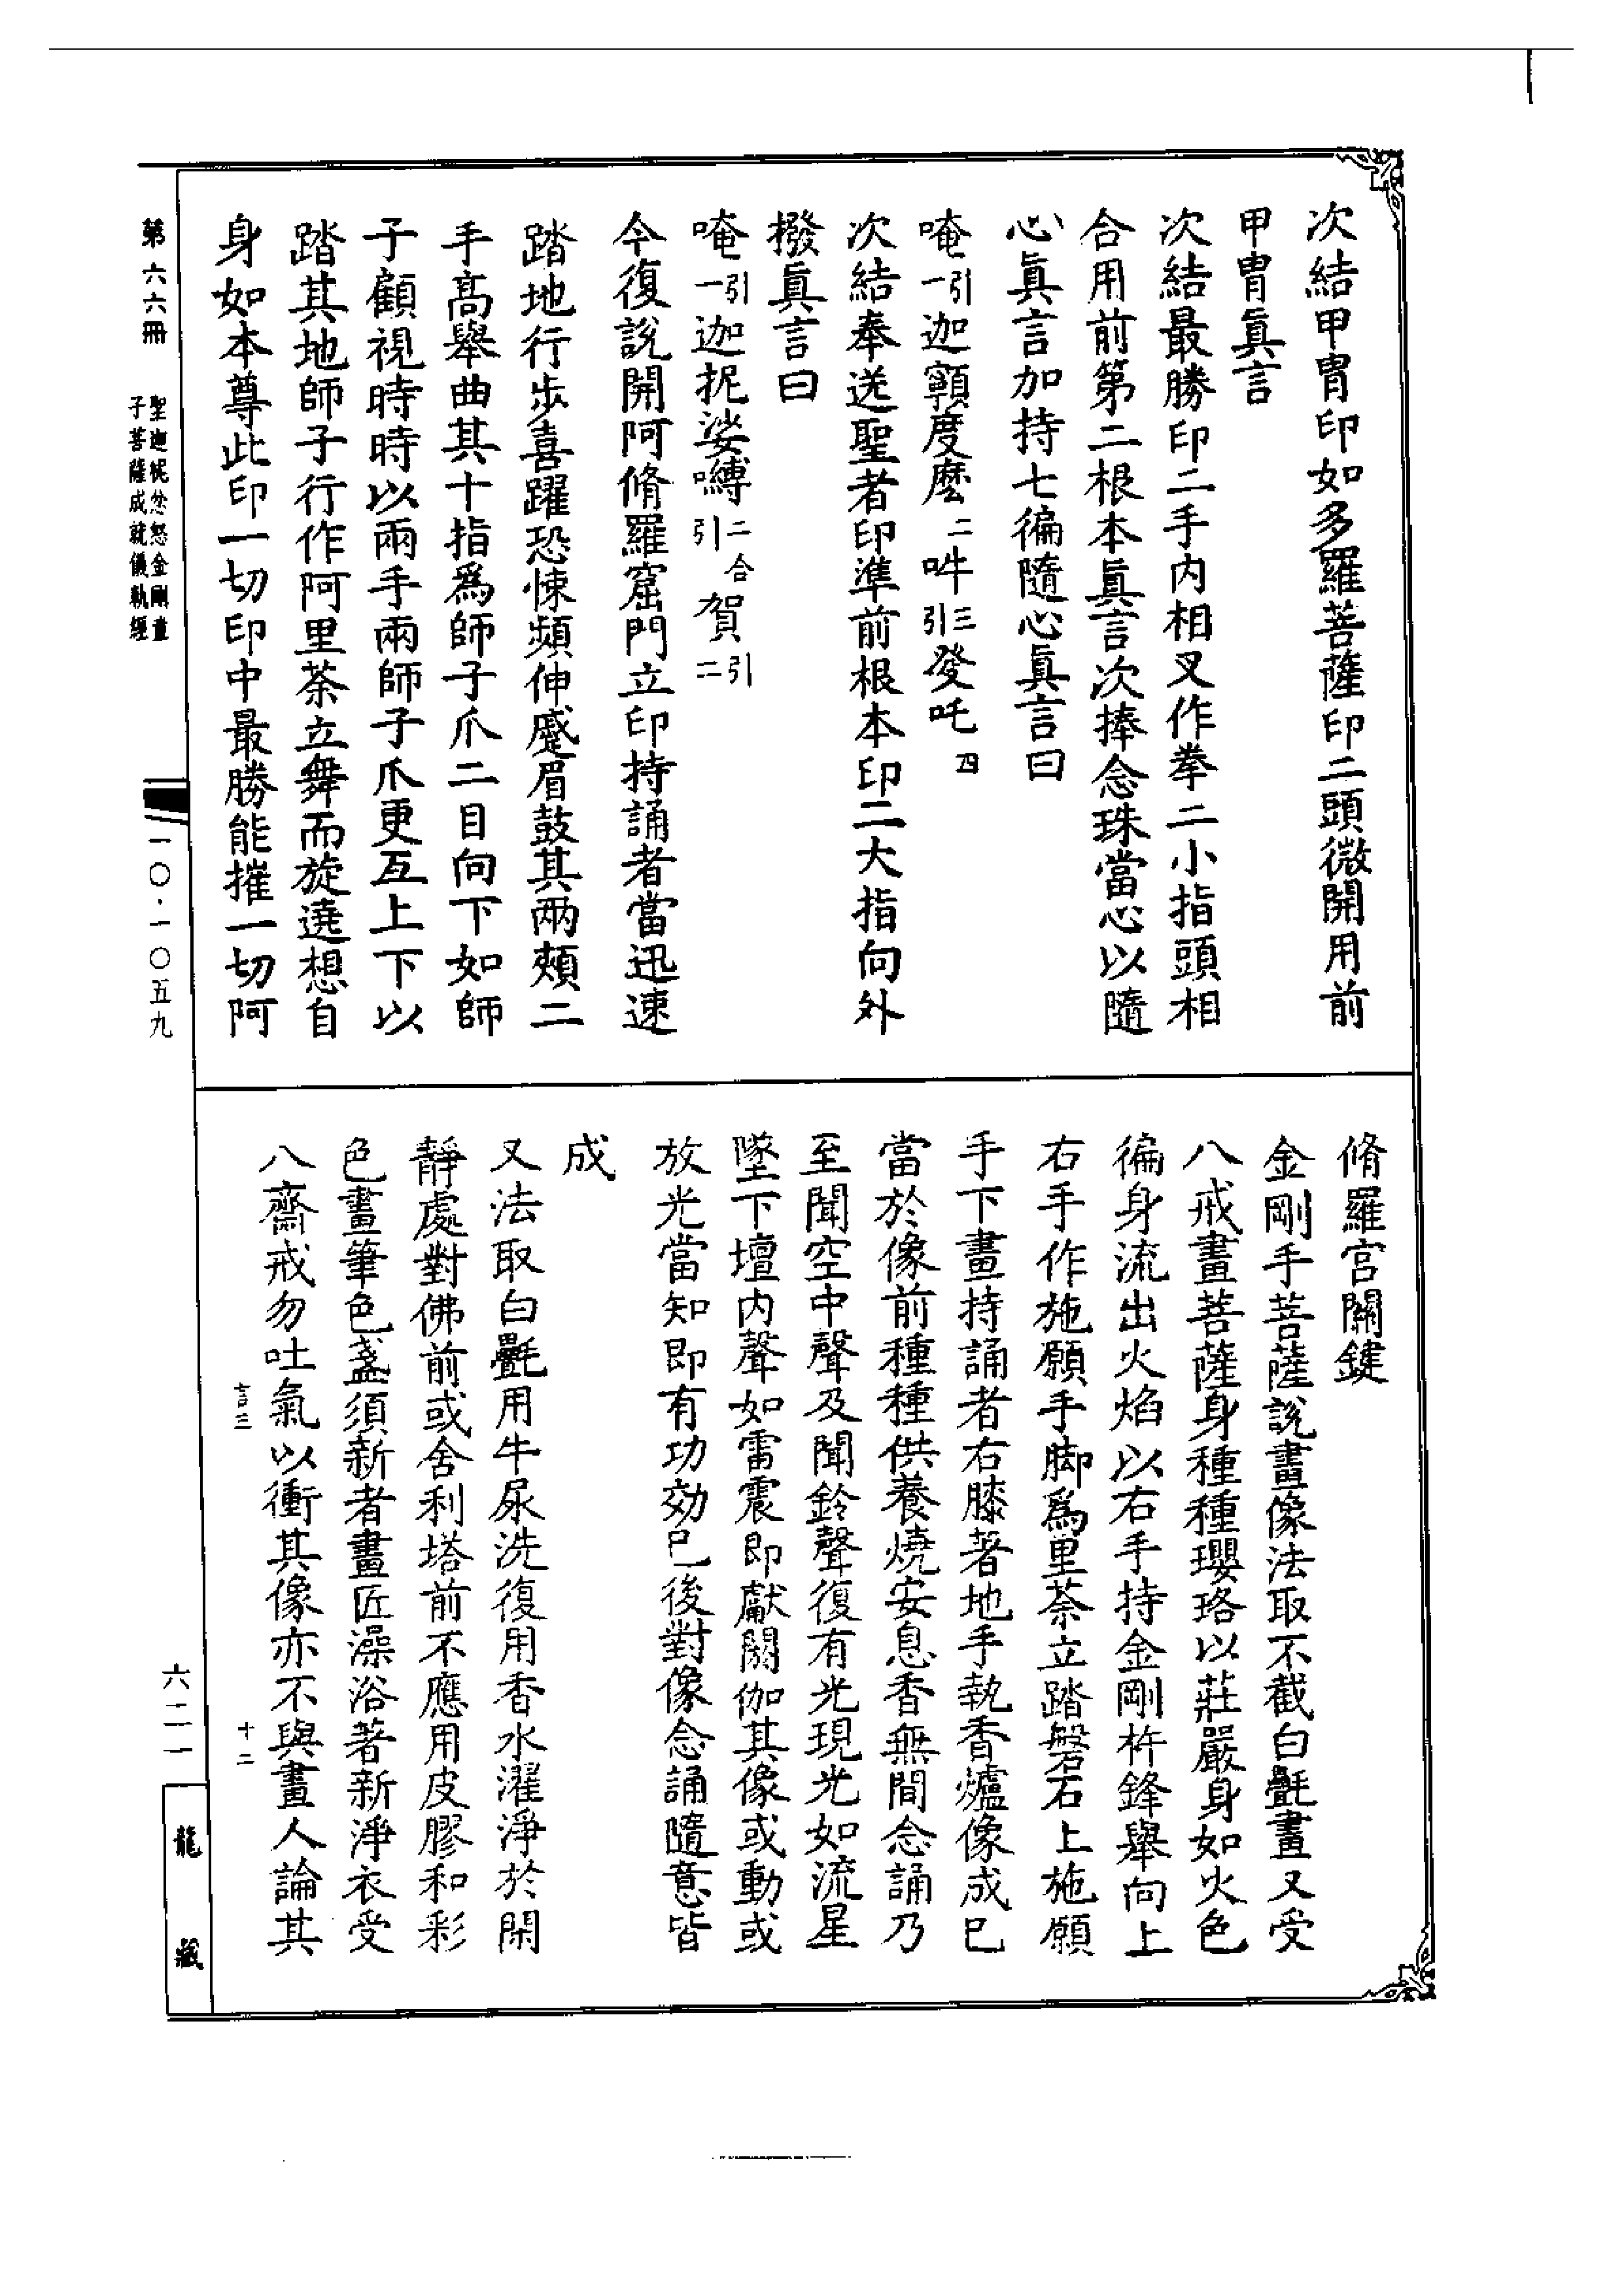 次結甲冑印如多羅菩薩印二頭微開用前
甲冑眞言
次結最勝印二手内相叉作拳二小指頭相
合用前第二根本眞言次捧念珠當心以隨
心眞言加持七徧隨心眞言曰
唵引一迦䫀度麽二吽引三發吒四
次結奉送聖者印準前根本印二大指向外
撥眞言曰
唵引一迦抳娑嚩二合引賀引二
今復說開阿脩羅窟門立印持誦者當迅速
踏地行步喜躍恐悚頻伸蹙眉鼓其兩頰二
手高舉曲其十指爲師子爪二目向下如師
子顧視時時以兩手兩師子爪更互上下以
踏其地師子行作阿里荼立舞而旋遶想自
身如本尊此印一切印中最勝能摧一切阿
脩羅宮關鍵
金剛手菩薩說畫像法取不截白㲲畫又受
八戒畫菩薩身種種瓔珞以莊嚴身如火色
徧身流出火焰以右手持金剛杵鋒舉向上
右手作施願手脚爲里荼立踏磐石上施願
手下畫持誦者右膝著地手執香爐像成已
當於像前種種供養燒安息香無間念誦乃
至聞空中聲及聞鈴聲復有光現光如流星
墜下壇内聲如雷震即獻閼伽其像或動或
放光當知即有功効已後對像念誦隨意皆
成
又法取白㲲用牛尿洗復用香水濯淨於閑
靜處對佛前或舍利塔前不應用皮膠和彩
色畫筆色盞須新者畫匠澡浴著新淨衣受
八齋戒勿吐氣以衝其像亦不與畫人論其
言三
十二
第六六冊
聖迦柅忿怒金剛童
子菩薩成就儀軌經
一〇·一〇五九
六二一
龍藏